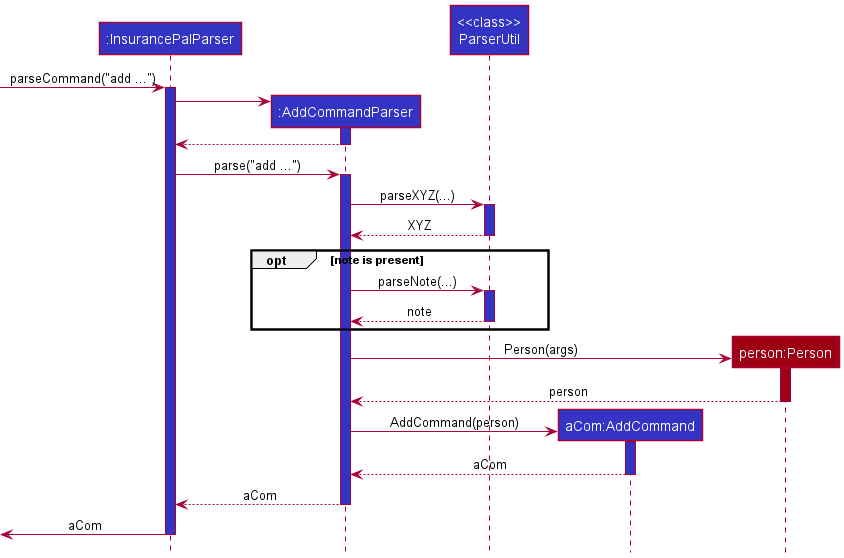 <<class>>
:InsurancePalParser
ParserUtil
parseCommand("add ...")
:AddCommandParser
parse("add ...")
parseXYZ(...)
XYZ
opt
[note is present]
parseNote(...)
note
Person(args)
person:Person
person
AddCommand(person)
aCom:AddCommand
aCom
aCom
aCom